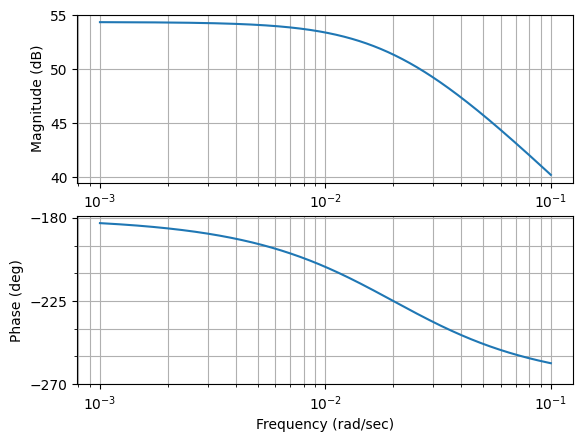 55
50
45
40
Magnitude (dB)
10⁻³ 10⁻² 10⁻¹
−180
−225
−270
Phase (deg)
10⁻³ 10⁻² 10⁻¹
Frequency (rad/sec)